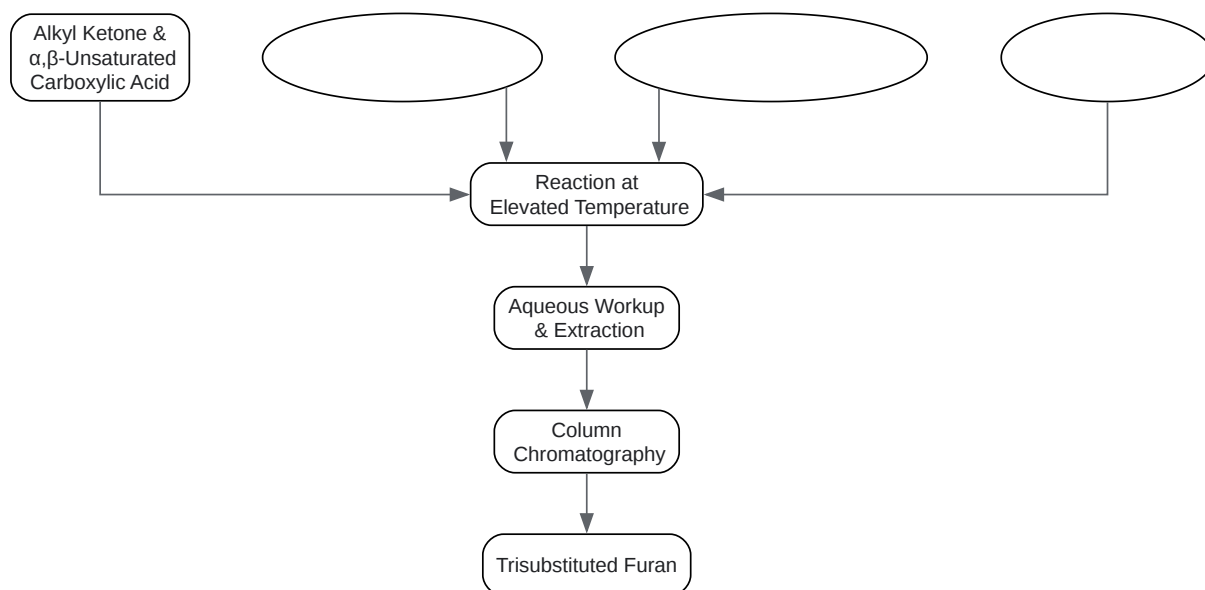 Alkyl Ketone &
α,β-Unsaturated
Carboxylic Acid
Reaction at
Elevated Temperature
Aqueous Workup
& Extraction
Column
Chromatography
Trisubstituted Furan